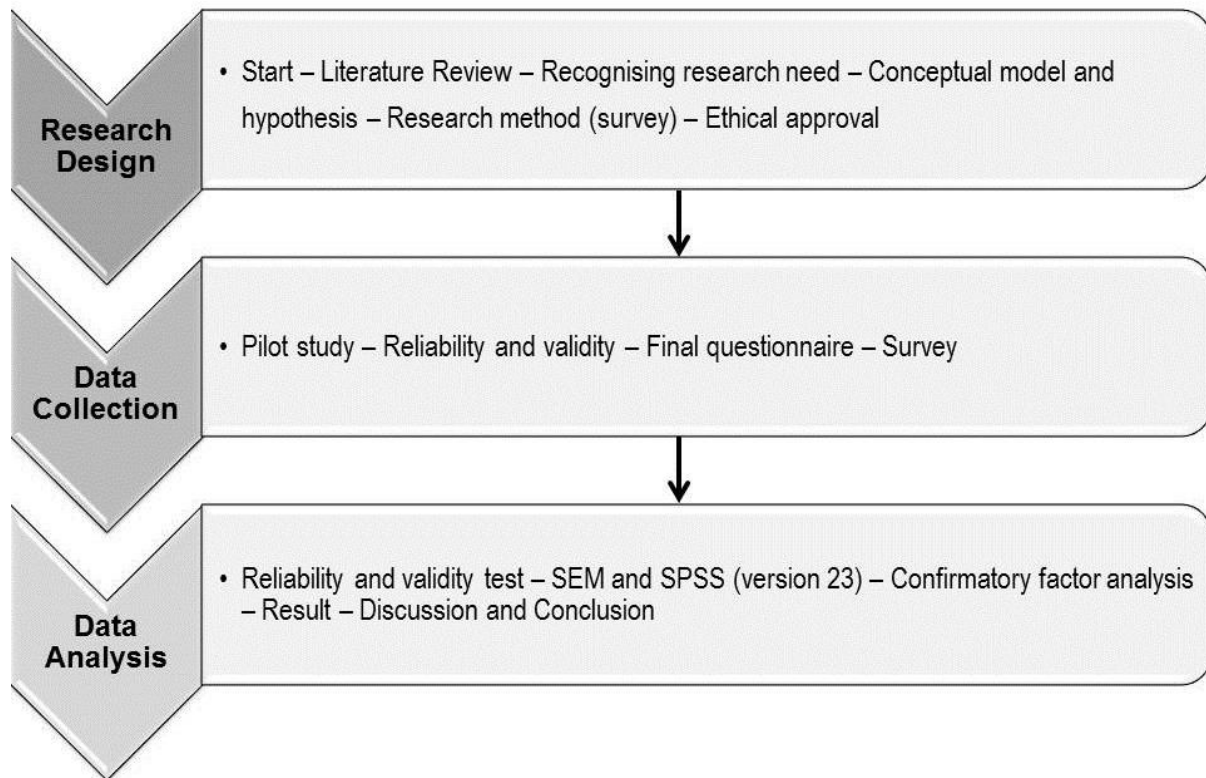 Research
Design
• Start – Literature Review – Recognising research need – Conceptual model and
hypothesis – Research method (survey) – Ethical approval
Data
Collection
• Pilot study – Reliability and validity – Final questionnaire – Survey
Data
Analysis
• Reliability and validity test – SEM and SPSS (version 23) – Confirmatory factor analysis
– Result – Discussion and Conclusion